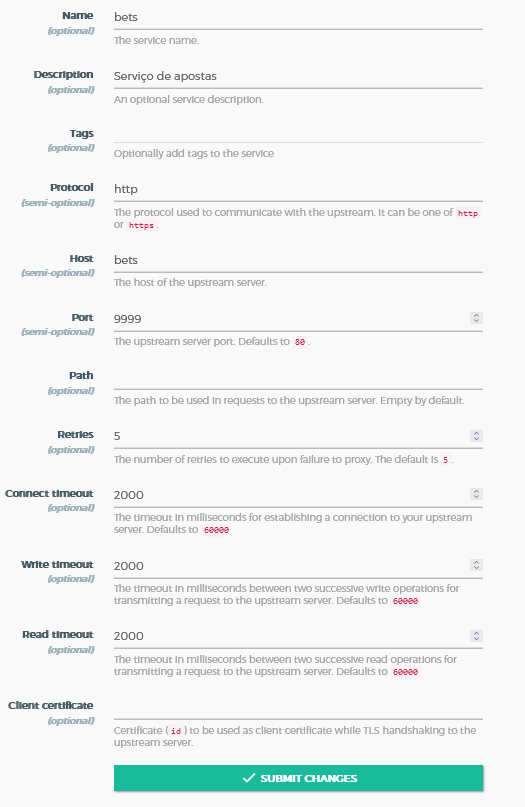 Name
(optional)
bets
The service name.
Description
(optional)
Serviço de apostas
An optional service description.
Tags
(optional)
Optionally add tags to the service
Protocol
(semi-optional)
http
The protocol used to communicate with the upstream. It can be one of http
or https .
Host
(semi-optional)
bets
The host of the upstream server.
Port
(semi-optional)
9999
The upstream server port. Defaults to 80 .
Path
(optional)
The path to be used in requests to the upstream server. Empty by default.
Retries
(optional)
5
The number of retries to execute upon failure to proxy. The default is 5 .
Connect timeout
(optional)
2000
The timeout in milliseconds for establishing a connection to your upstream
server. Defaults to 60000
Write timeout
(optional)
2000
The timeout in milliseconds between two successive write operations for
transmitting a request to the upstream server. Defaults to 60000
Read timeout
(optional)
2000
The timeout in milliseconds between two successive read operations for
transmitting a request to the upstream server. Defaults to 60000
Client certificate
(optional)
Certificate ( id ) to be used as client certificate while TLS handshaking to the
upstream server.
SUBMIT CHANGES